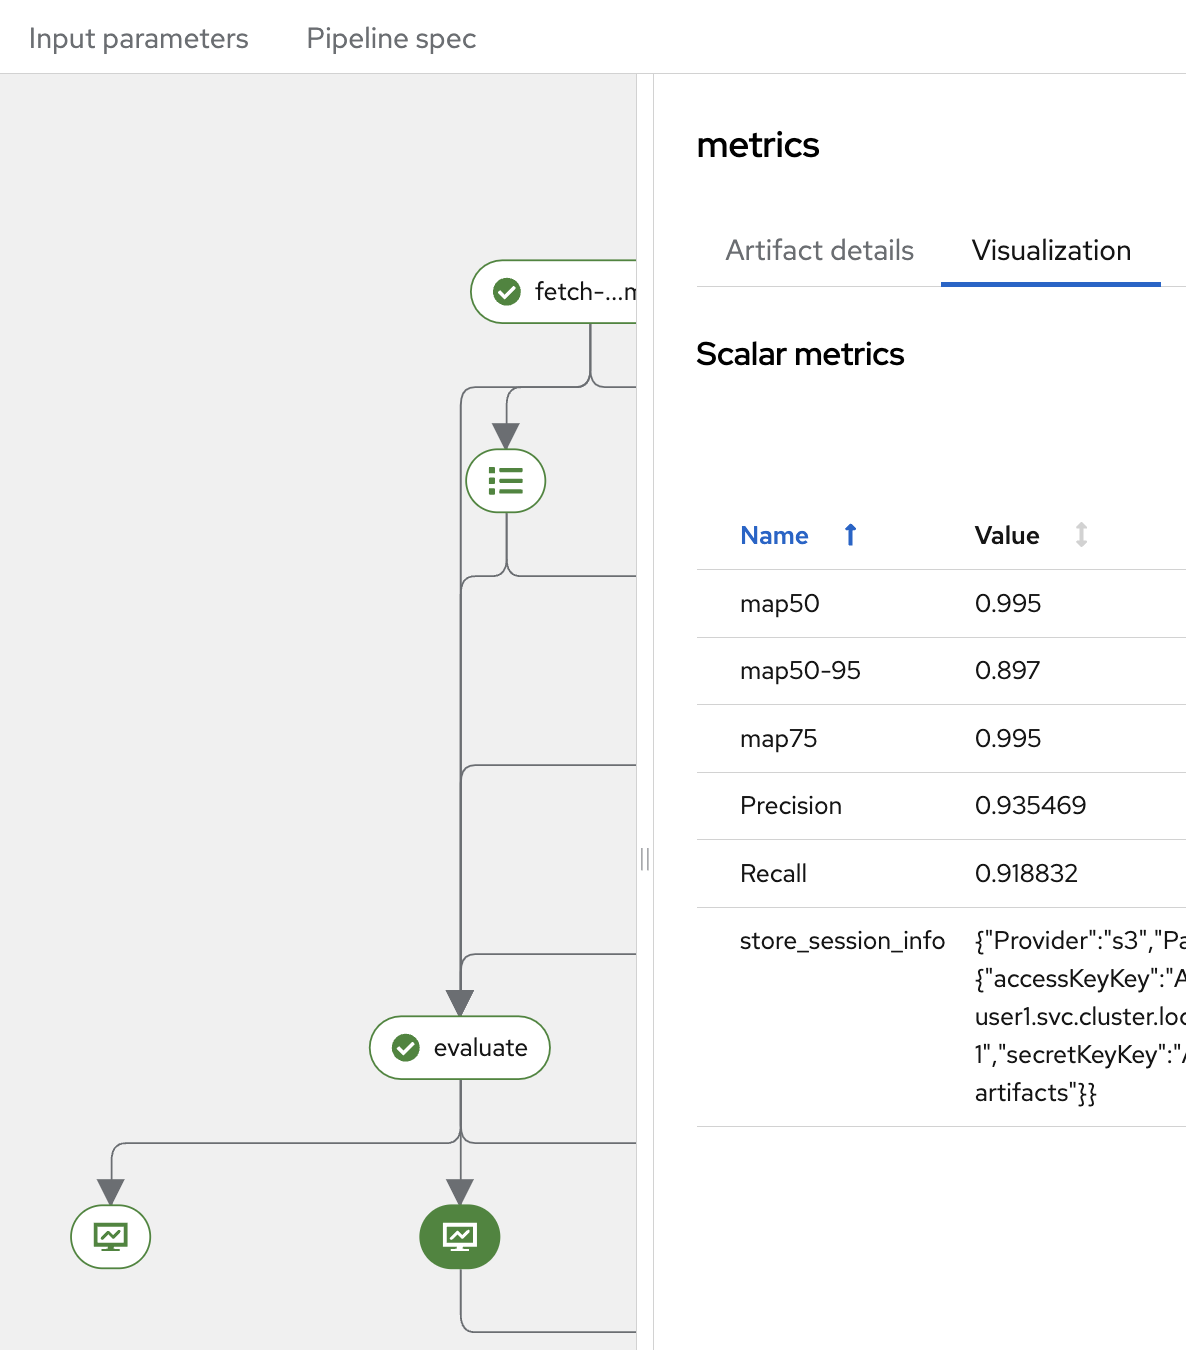 Input parameters Pipeline spec
metrics
Artifact details Visualization
Scalar metrics
fetch-...m
evaluate
Name Value
map50 0.995
map50-95 0.897
map75 0.995
Precision 0.935469
Recall 0.918832
store_session_info {"Provider":"s3","Pa
{"accessKeyKey":"A
user1.svc.cluster.loc
1","secretKeyKey":"A
artifacts"}}